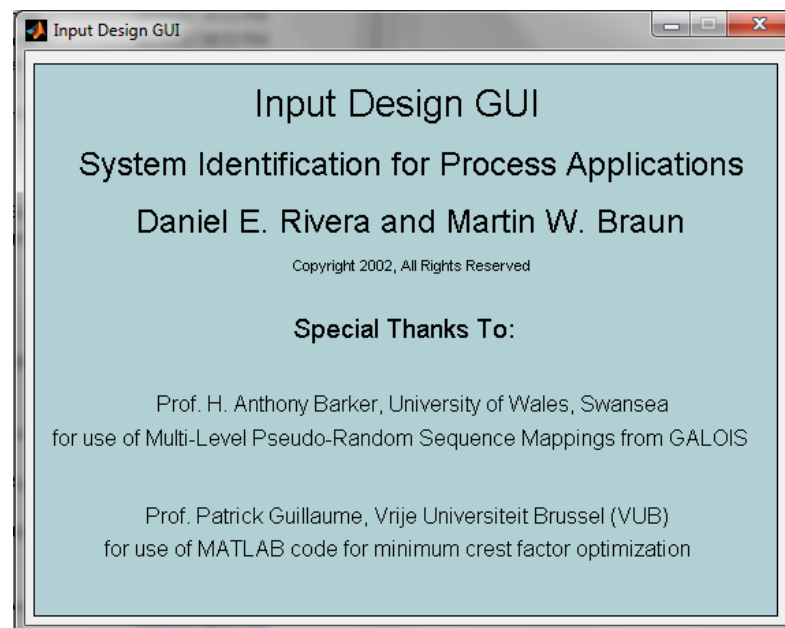 Input Design GUI
Input Design GUI
System Identification for Process Applications
Daniel E. Rivera and Martin W. Braun
Copyright 2002, All Rights Reserved
Special Thanks To:
Prof. H. Anthony Barker, University of Wales, Swansea
for use of Multi-Level Pseudo-Random Sequence Mappings from GALOIS
Prof. Patrick Guillaume, Vrije Universiteit Brussel (VUB)
for use of MATLAB code for minimum crest factor optimization